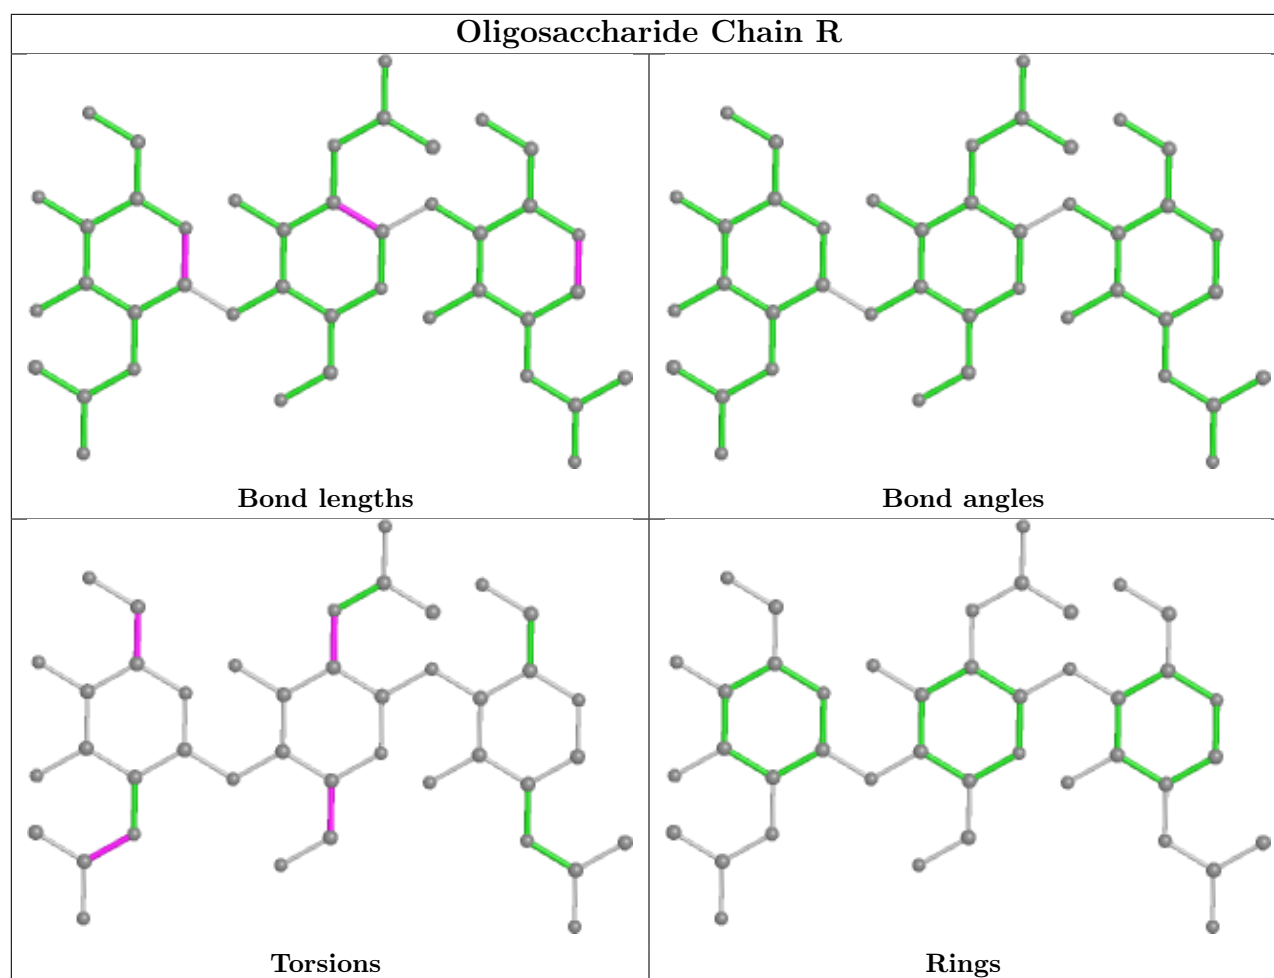 Oligosaccharide Chain R
Bond lengths
Bond angles
Torsions
Rings